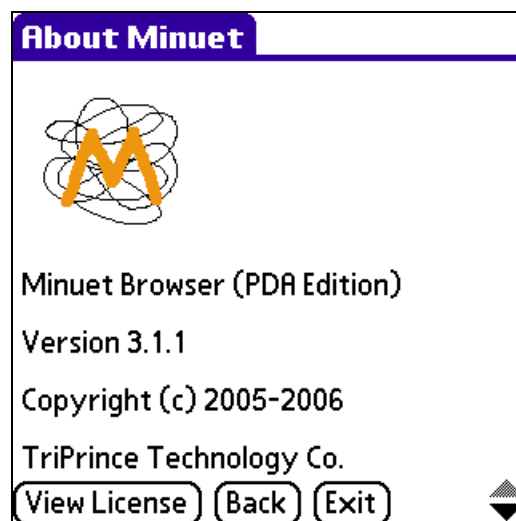 About Minuet
M
Minuet Browser (PDA Edition)
Version 3.1.1
Copyright (c) 2005-2006
TriPrince Technology Co.
View License Back Exit